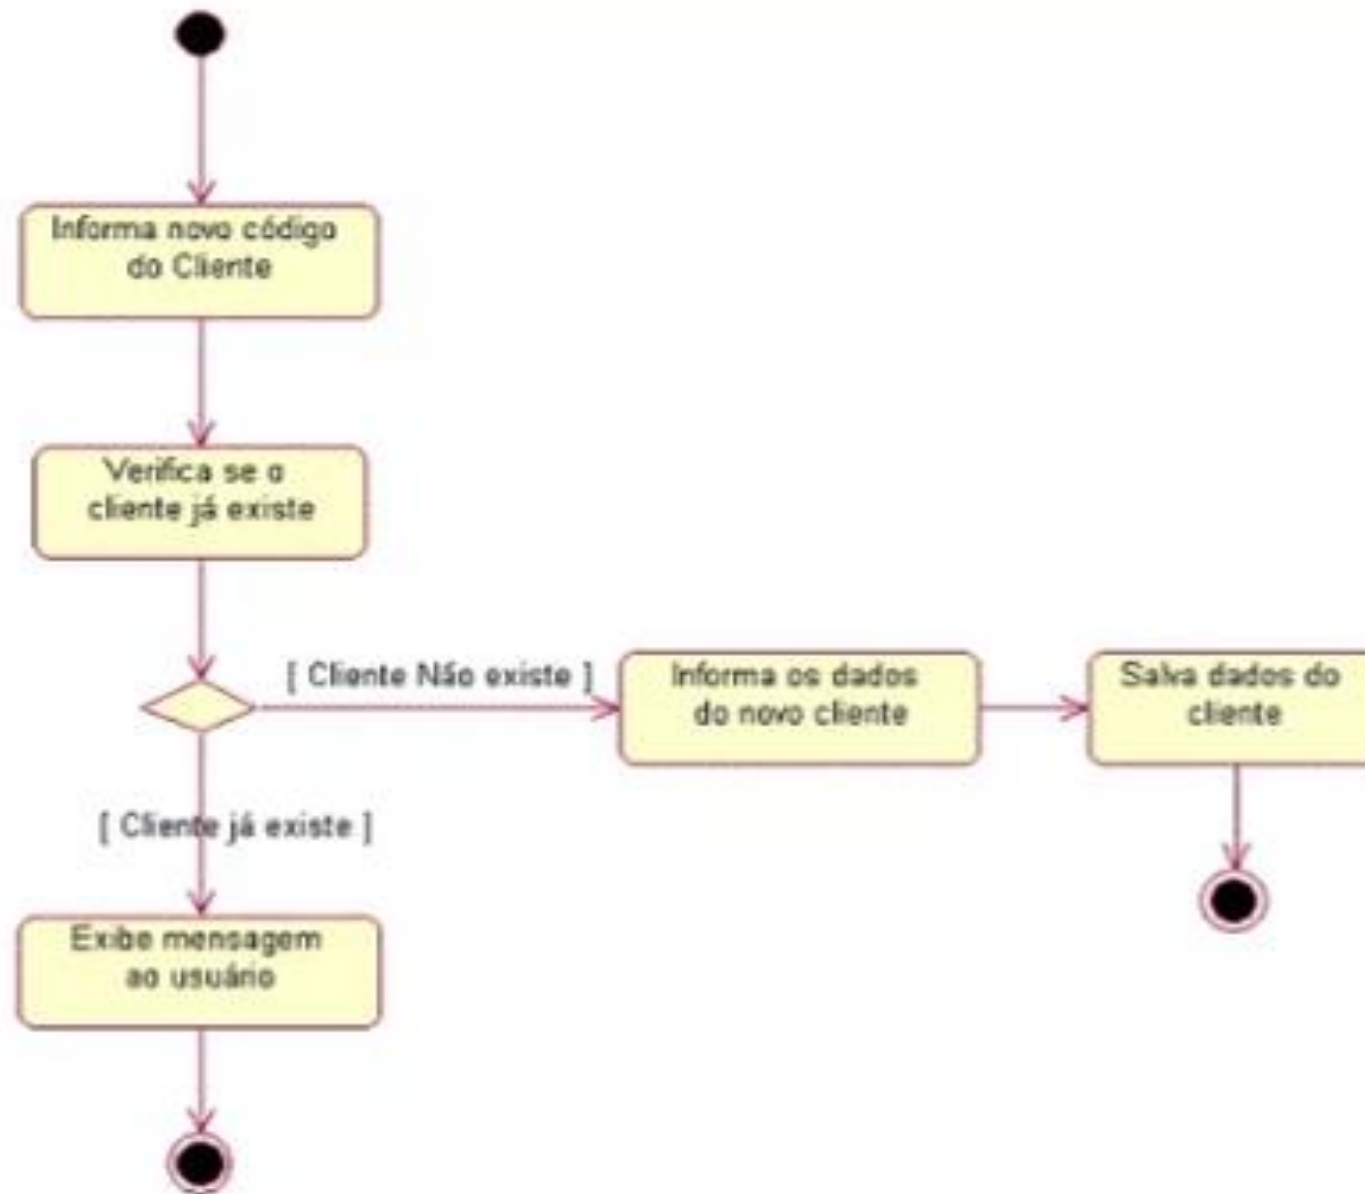 Informa novo código
do Cliente
Verifica se o
cliente já existe
[ Cliente Não existe ]
Informa os dados
do novo cliente
Salva dados do
cliente
[ Cliente já existe ]
Exibe mensagem
ao usuário